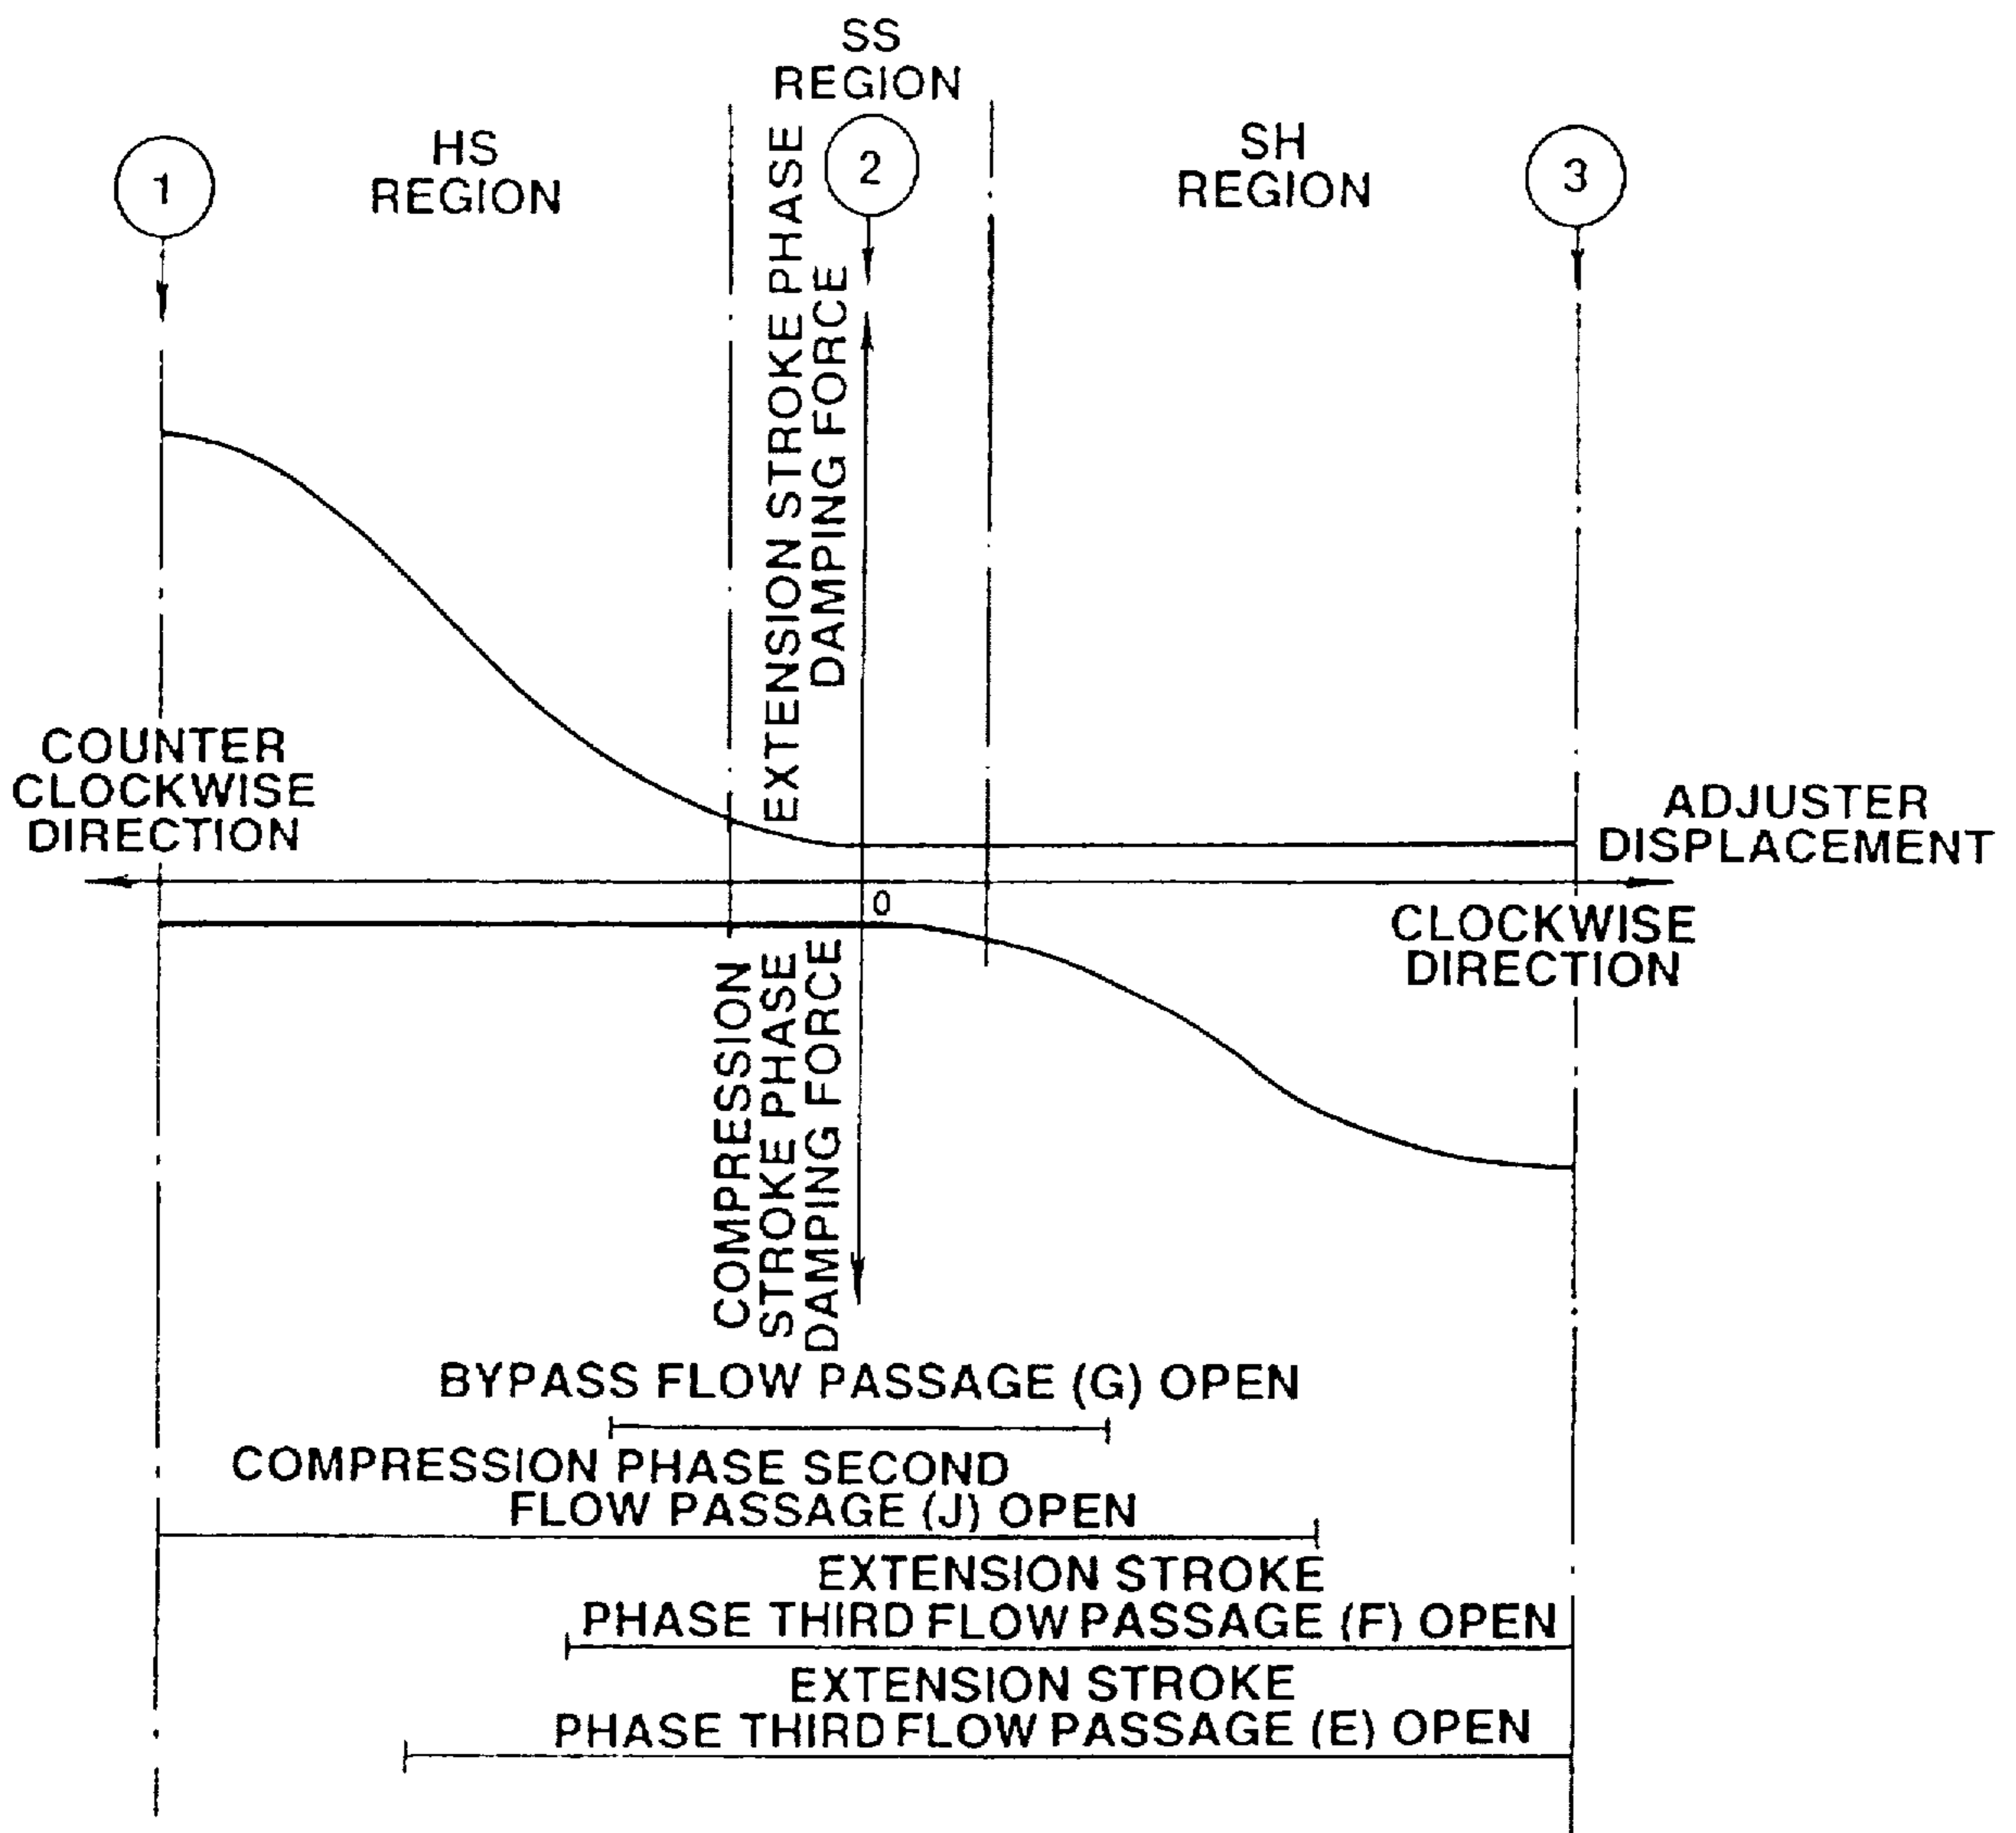 SS
REGION
1
HS
REGION
2
SH
REGION
3
EXTENSION STROKE PHASE
DAMPING FORCE
COUNTER
CLOCKWISE
DIRECTION
ADJUSTER
DISPLACEMENT
0
CLOCKWISE
DIRECTION
COMPRESSION
STROKE PHASE
DAMPING FORCE
BYPASS FLOW PASSAGE (G) OPEN
COMPRESSION PHASE SECOND
FLOW PASSAGE (J) OPEN
EXTENSION STROKE
PHASE THIRD FLOW PASSAGE (F) OPEN
EXTENSION STROKE
PHASE THIRD FLOW PASSAGE (E) OPEN